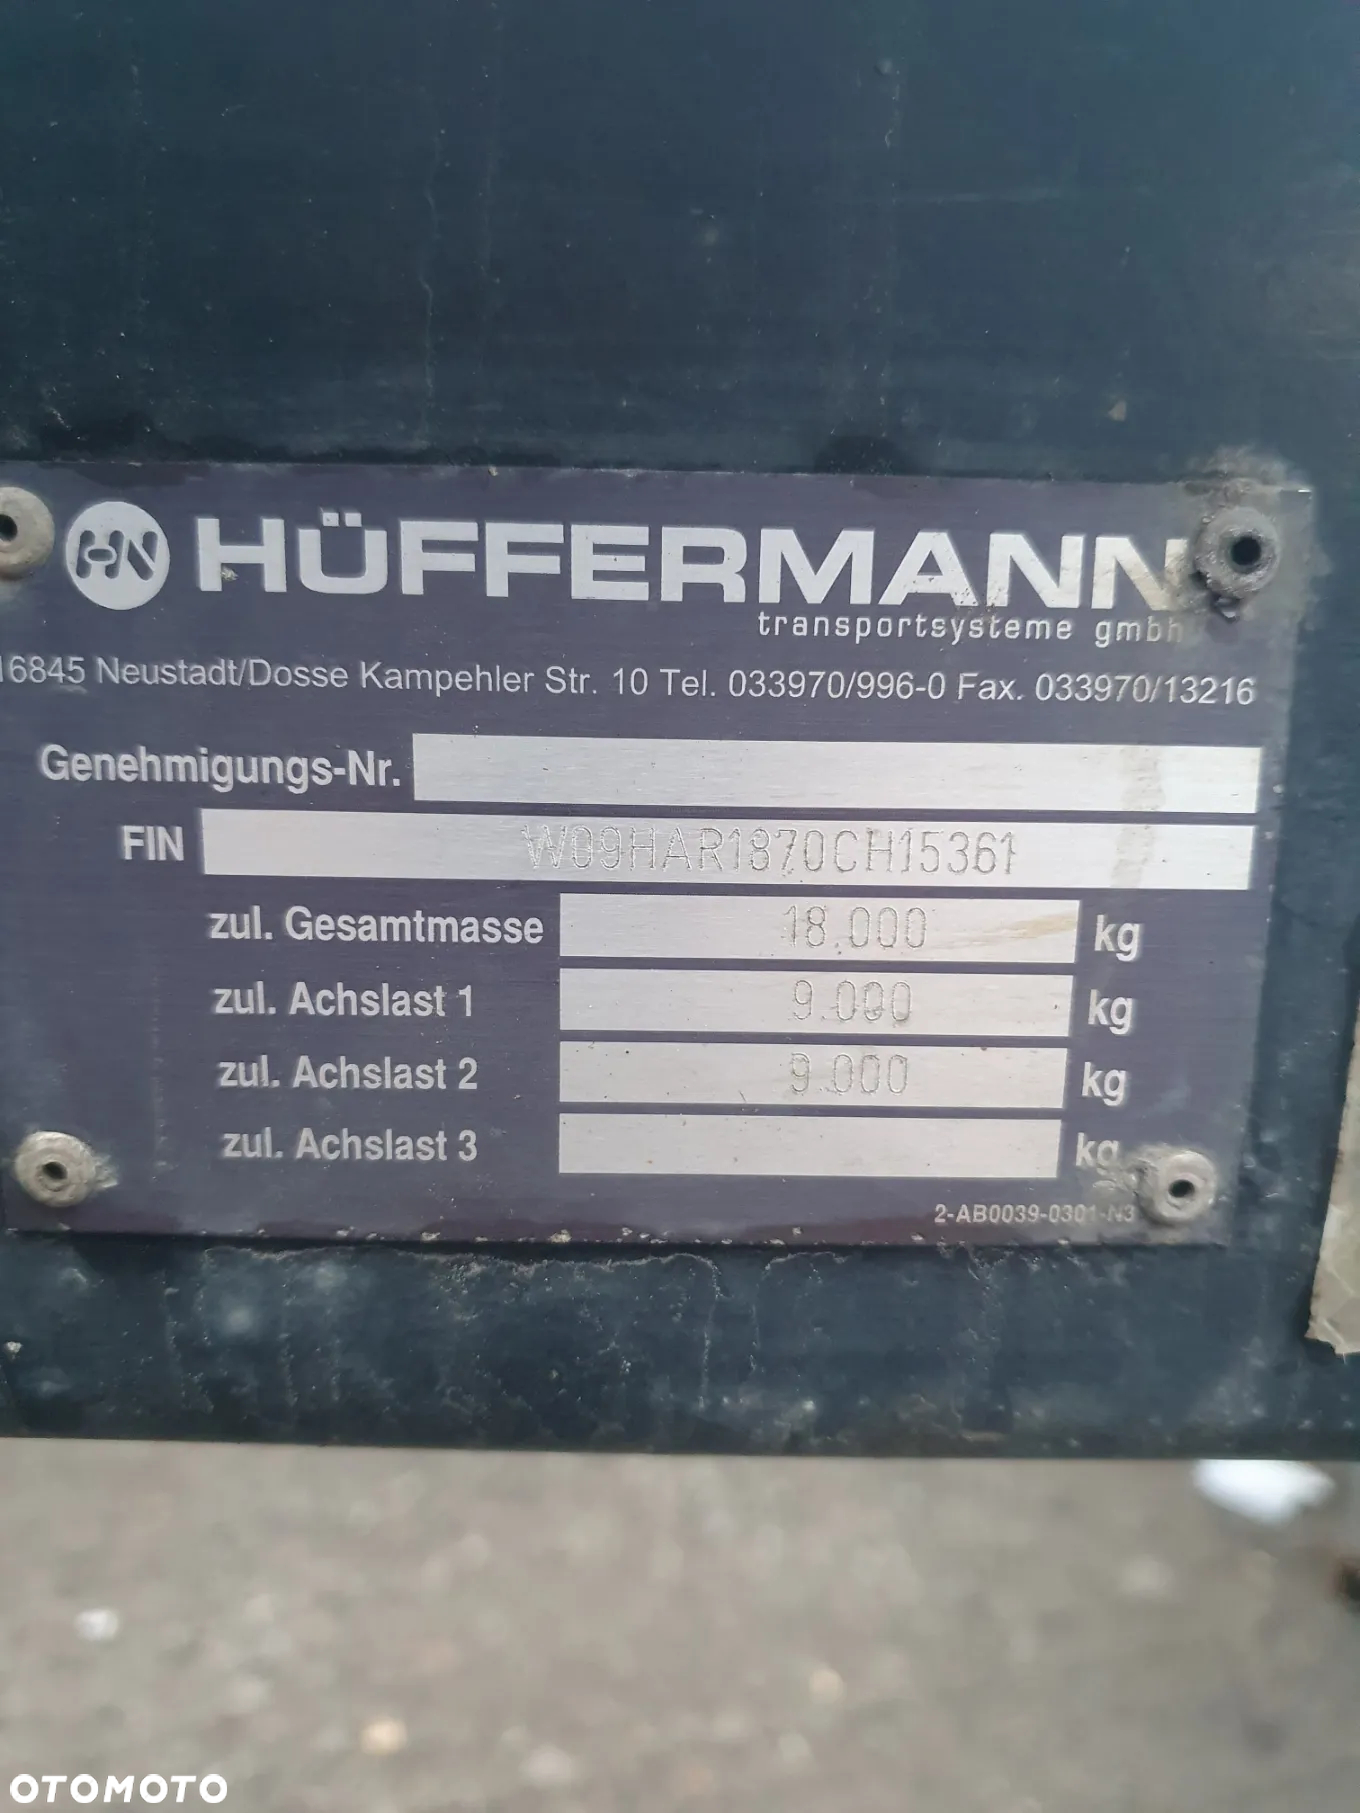 HN HÜFFERMANN
transportsysteme gmbh
16845 Neustadt/Dosse Kampehler Str. 10 Tel. 033970/996-0 Fax. 033970/13216
Genehmigungs-Nr.
FIN W09HAR1870CH15361
zul. Gesamtmasse 18.000 kg
zul. Achslast 1 9.000 kg
zul. Achslast 2 9.000 kg
zul. Achslast 3 kg
2-AB0039-0301-N3
OTOMOTO